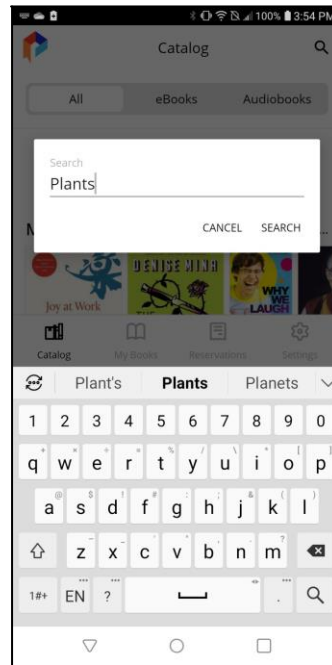 100% 3:54 PM
Catalog
All eBooks Audiobooks
Search
Plants
CANCEL SEARCH
M
Joy at Work
DENISE MINA
WHY
WE
LAUGH
Catalog My Books Reservations Settings
Plant's Plants Planets
1 2 3 4 5 6 7 8 9 0
q w e r t y u i o p
a s d f g h j k l
z x c v b n m
1#+ EN ? .